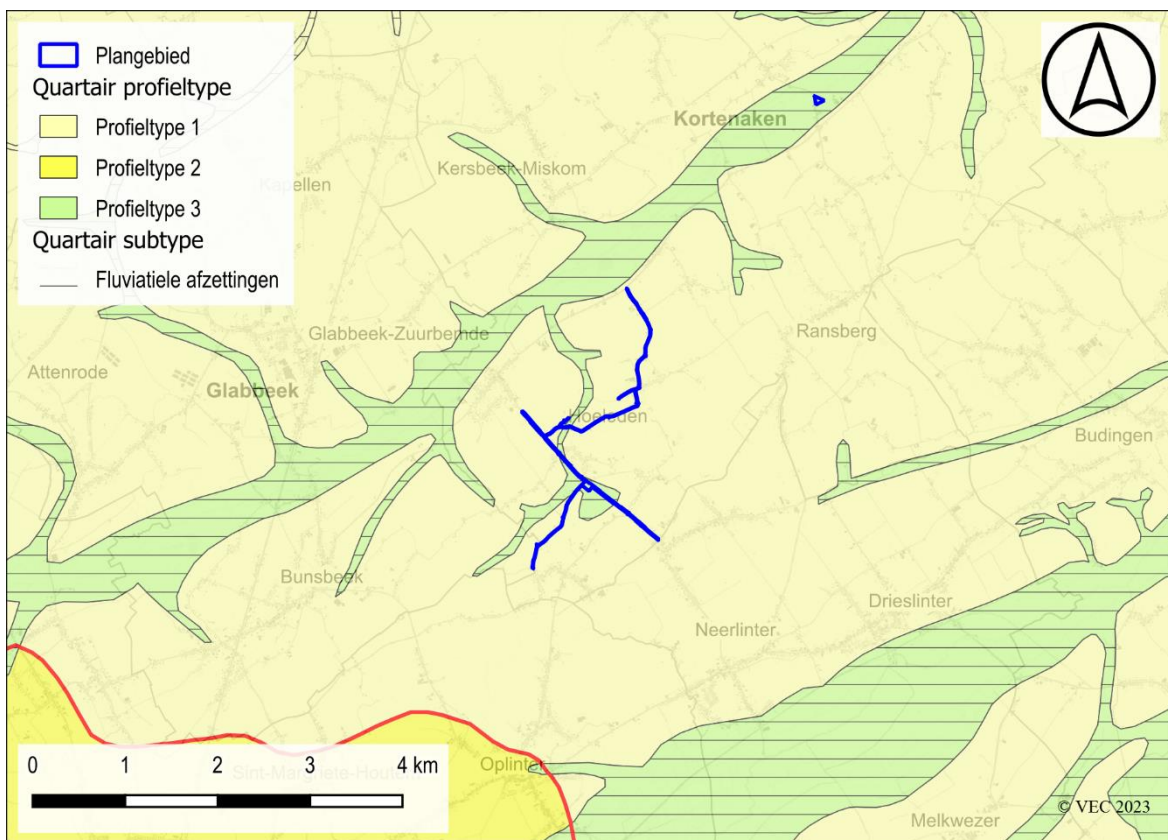 Plangebied
Quartair profieltype
Profieltype 1
Profieltype 2
Profieltype 3
Quartair subtype
Fluviatiele afzettingen
Kortenaken
Kersbeek-Miskom
Kapellen
Glabbeek-Zuurbemde
Ransberg
Attenrode
Glabbeek
Hoeleden
Budingen
Bunsbeek
Drieslinter
Neerlinter
0 1 2 3 4 km
Sint-Margriete-Houtem
Oplinter
© VEC 2023
Melkwezer